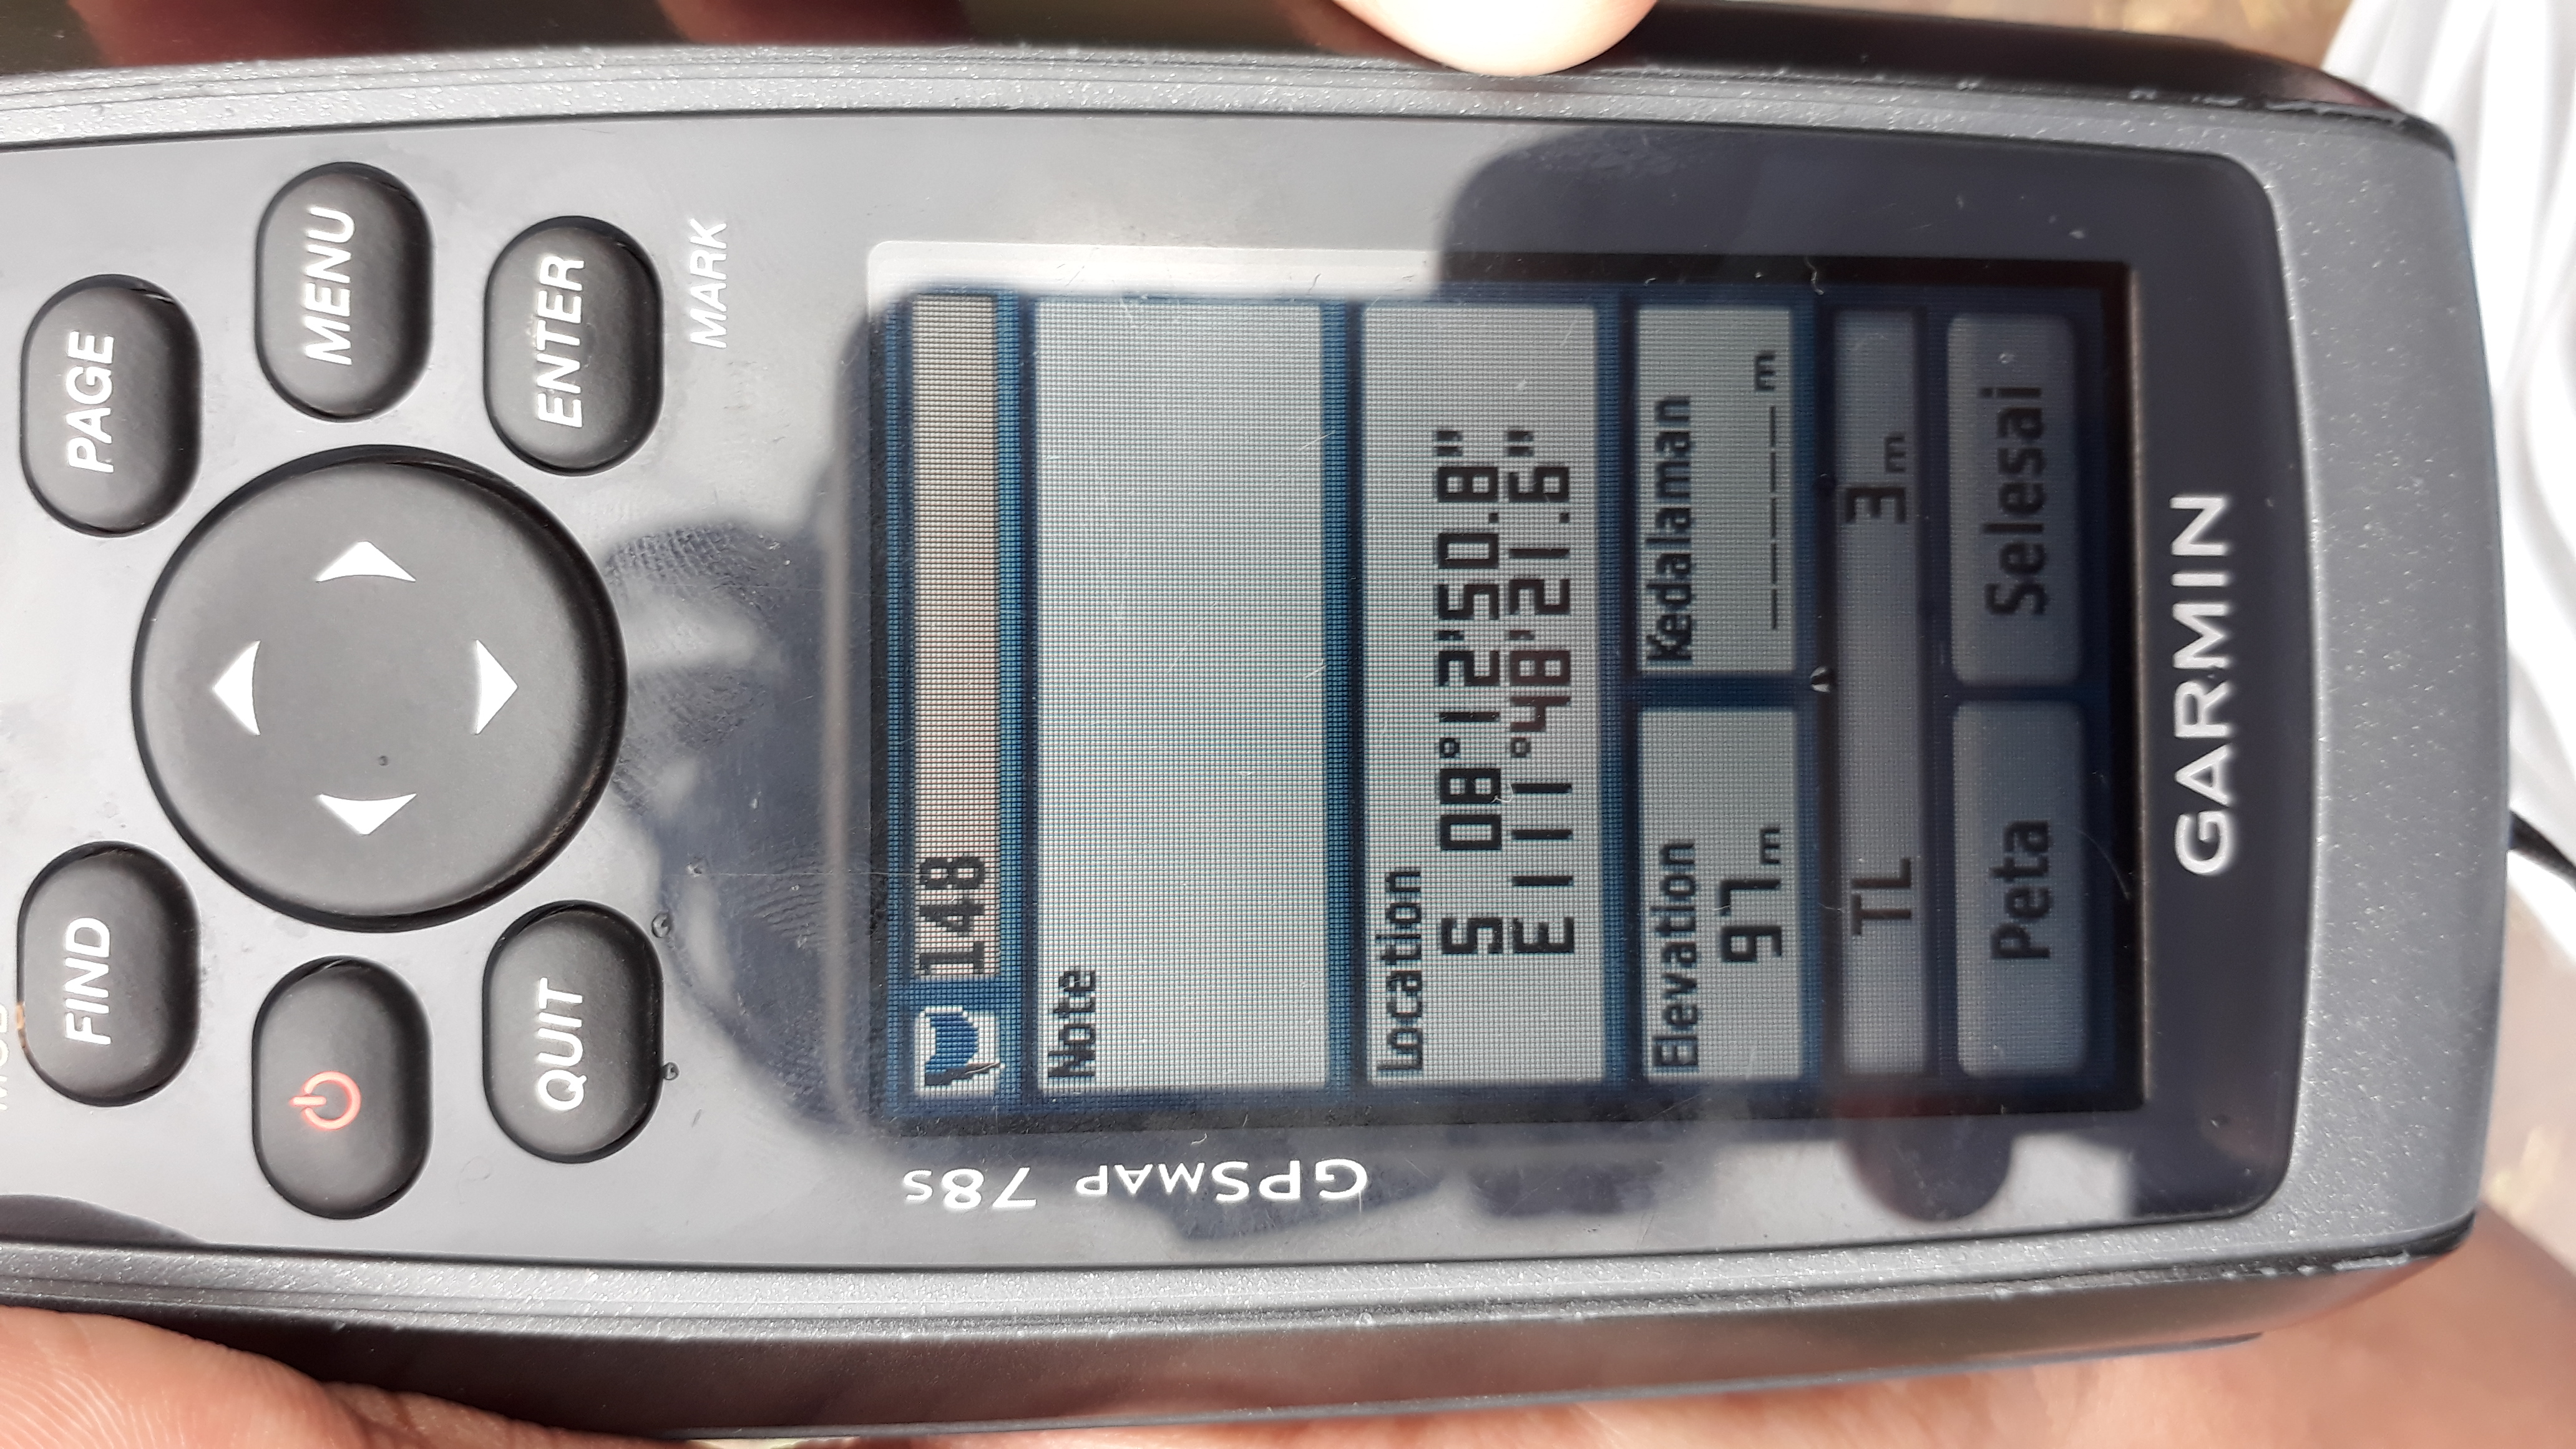 MOB
FIND
PAGE
MENU
QUIT
ENTER
MARK
GPSMAP 78s
148
Note
Location
S 08°12'50.8"
E111°48'21.6"
Elevation
97m
Kedalaman
_____m
TL 3m
Peta
Selesai
GARMIN